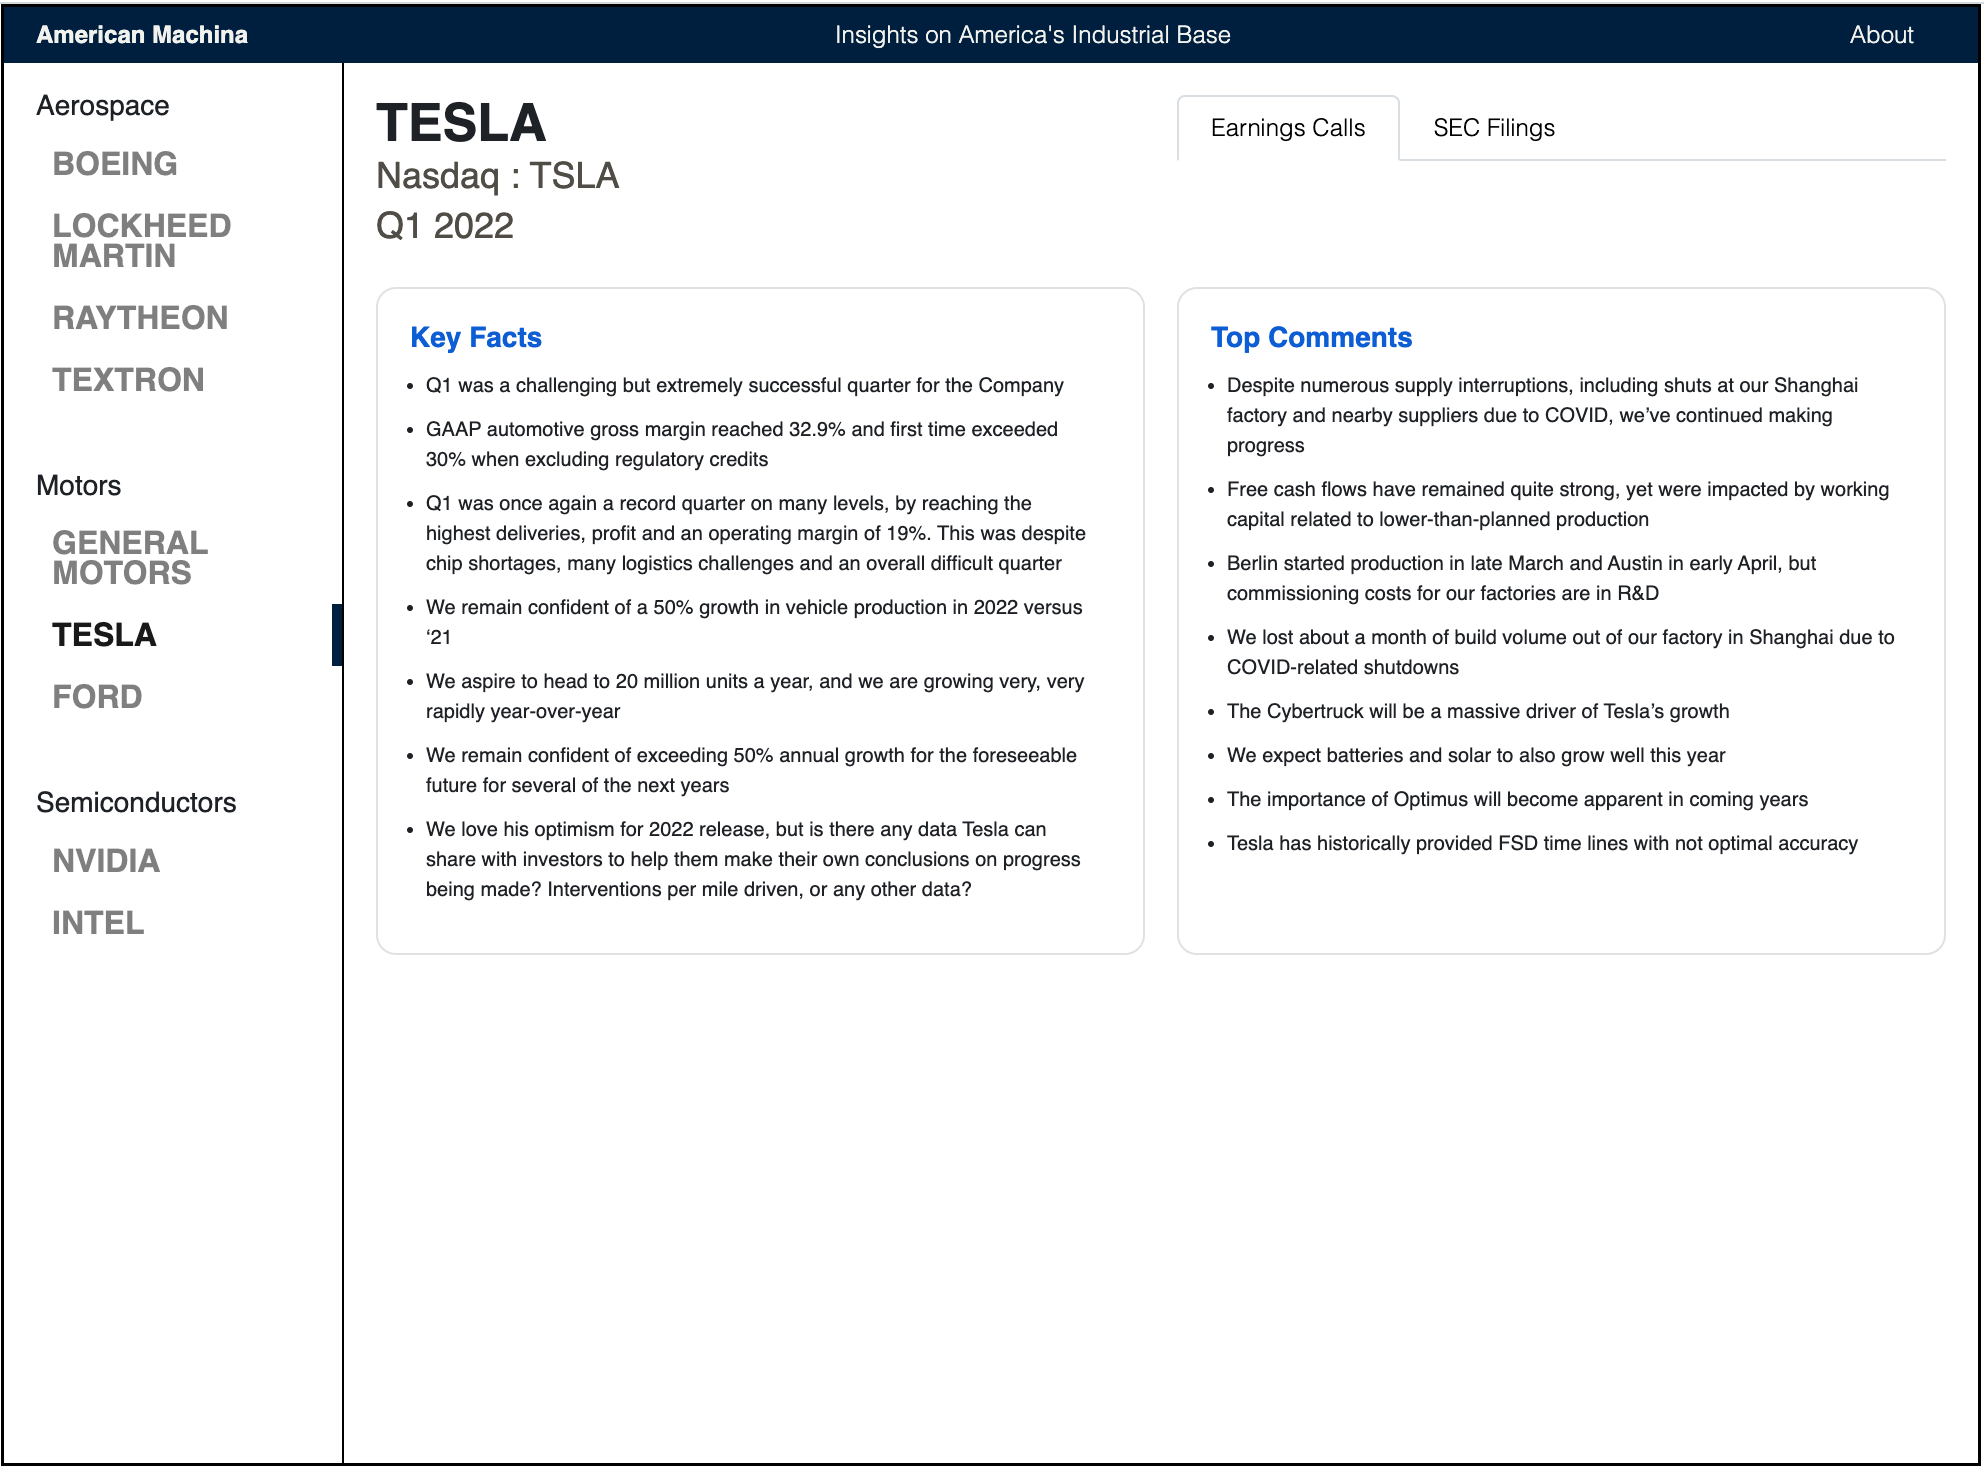 American Machina
Insights on America's Industrial Base
About
Aerospace
BOEING
LOCKHEED
MARTIN
RAYTHEON
TEXTRON
Motors
GENERAL
MOTORS
TESLA
FORD
Semiconductors
NVIDIA
INTEL
TESLA
Nasdaq : TSLA
Q1 2022
Earnings Calls
SEC Filings
Key Facts
• Q1 was a challenging but extremely successful quarter for the Company
• GAAP automotive gross margin reached 32.9% and first time exceeded
30% when excluding regulatory credits
• Q1 was once again a record quarter on many levels, by reaching the
highest deliveries, profit and an operating margin of 19%. This was despite
chip shortages, many logistics challenges and an overall difficult quarter
• We remain confident of a 50% growth in vehicle production in 2022 versus
‘21
• We aspire to head to 20 million units a year, and we are growing very, very
rapidly year-over-year
• We remain confident of exceeding 50% annual growth for the foreseeable
future for several of the next years
• We love his optimism for 2022 release, but is there any data Tesla can
share with investors to help them make their own conclusions on progress
being made? Interventions per mile driven, or any other data?
Top Comments
• Despite numerous supply interruptions, including shuts at our Shanghai
factory and nearby suppliers due to COVID, we’ve continued making
progress
• Free cash flows have remained quite strong, yet were impacted by working
capital related to lower-than-planned production
• Berlin started production in late March and Austin in early April, but
commissioning costs for our factories are in R&D
• We lost about a month of build volume out of our factory in Shanghai due to
COVID-related shutdowns
• The Cybertruck will be a massive driver of Tesla’s growth
• We expect batteries and solar to also grow well this year
• The importance of Optimus will become apparent in coming years
• Tesla has historically provided FSD time lines with not optimal accuracy